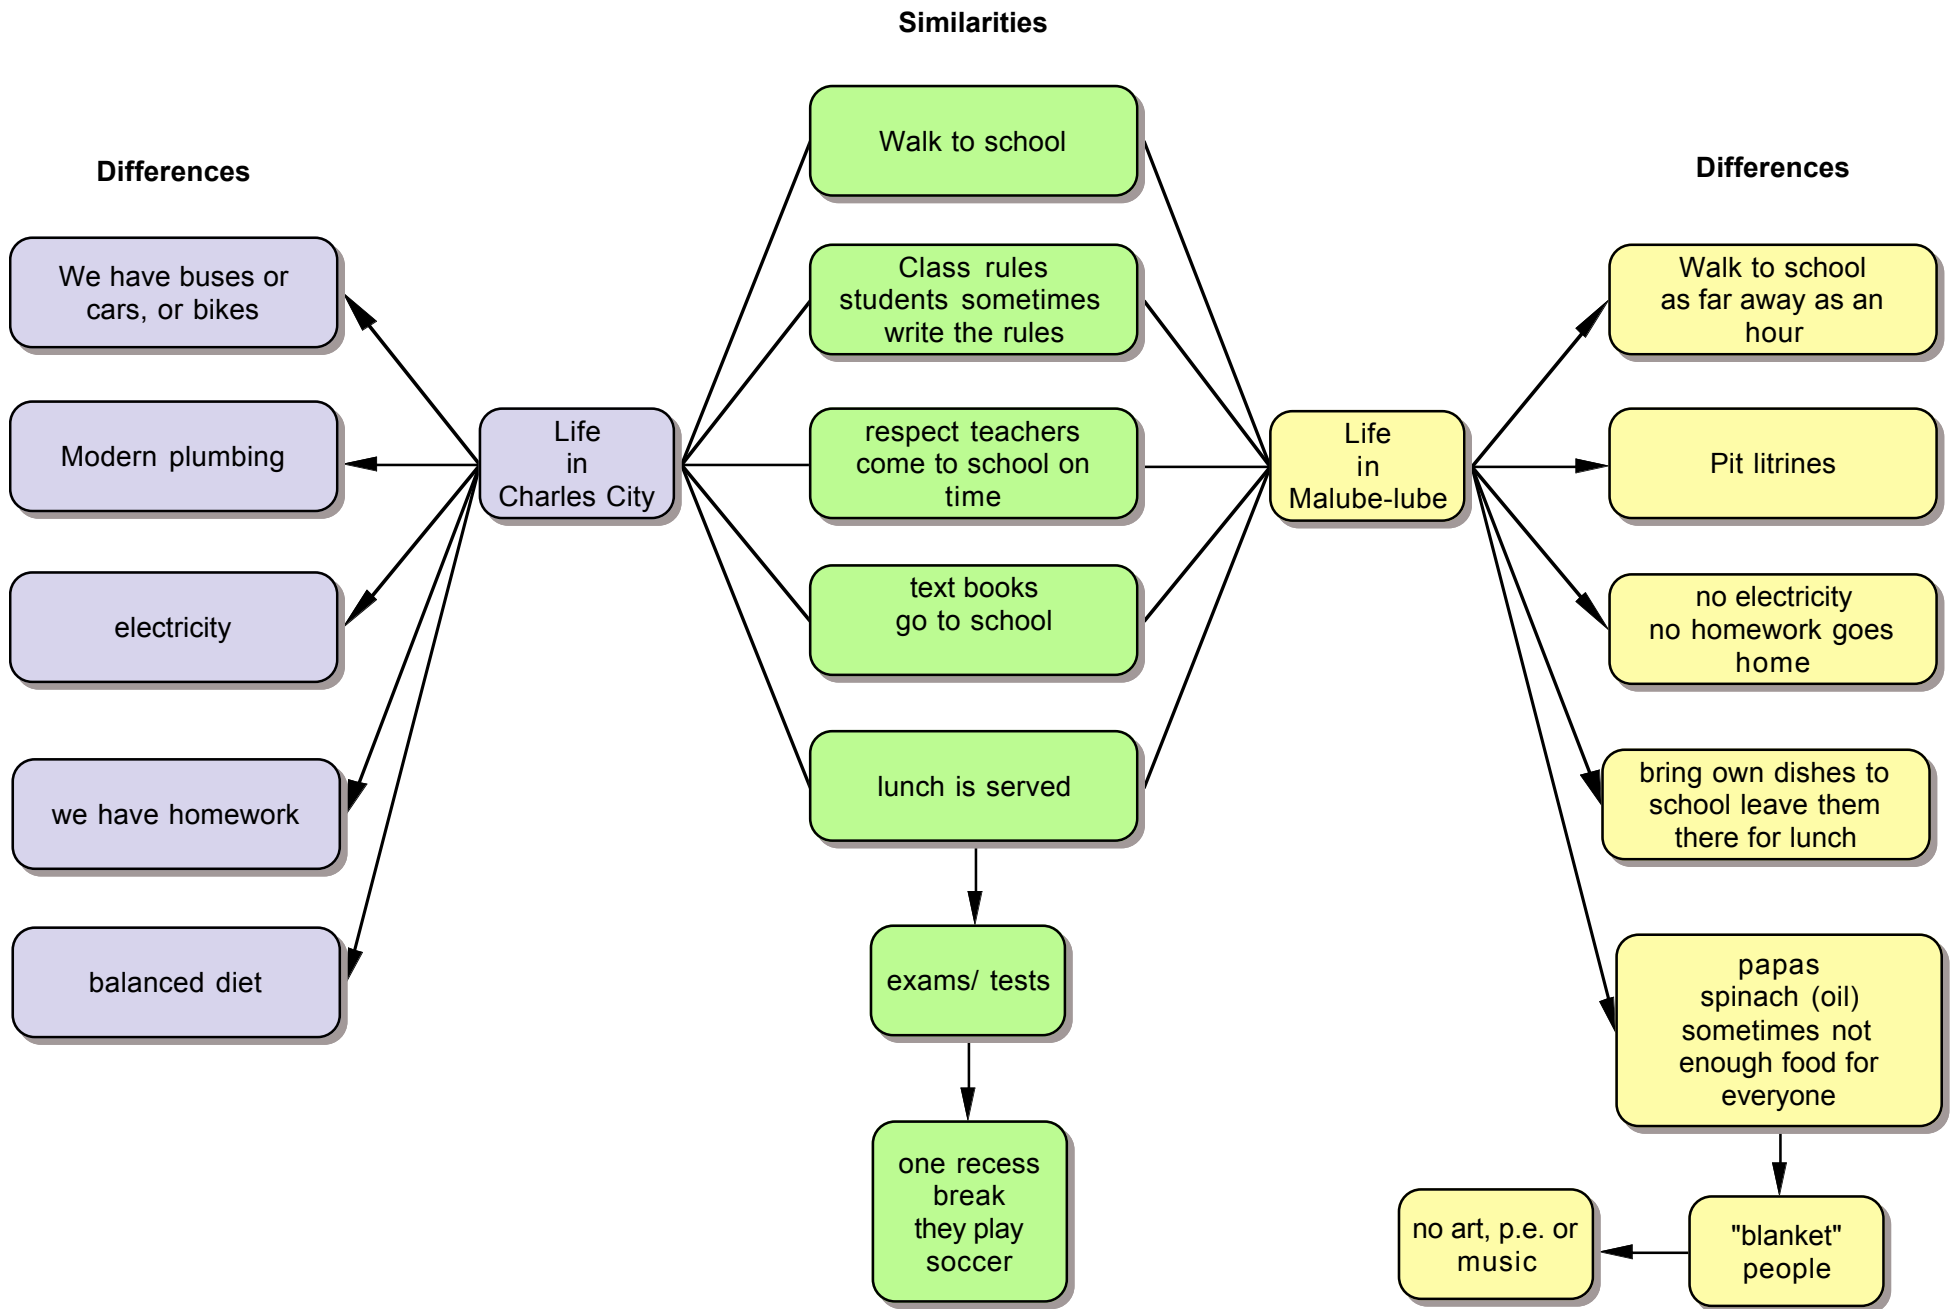 Similarities
Differences
Differences
We have buses or
cars, or bikes
Modern plumbing
electricity
we have homework
balanced diet
Life
in
Charles City
Walk to school
Class rules
students sometimes
write the rules
respect teachers
come to school on
time
text books
go to school
lunch is served
exams/ tests
one recess
break
they play
soccer
Life
in
Malube-lube
Walk to school
as far away as an
hour
Pit litrines
no electricity
no homework goes
home
bring own dishes to
school leave them
there for lunch
papas
spinach (oil)
sometimes not
enough food for
everyone
"blanket"
people
no art, p.e. or
music